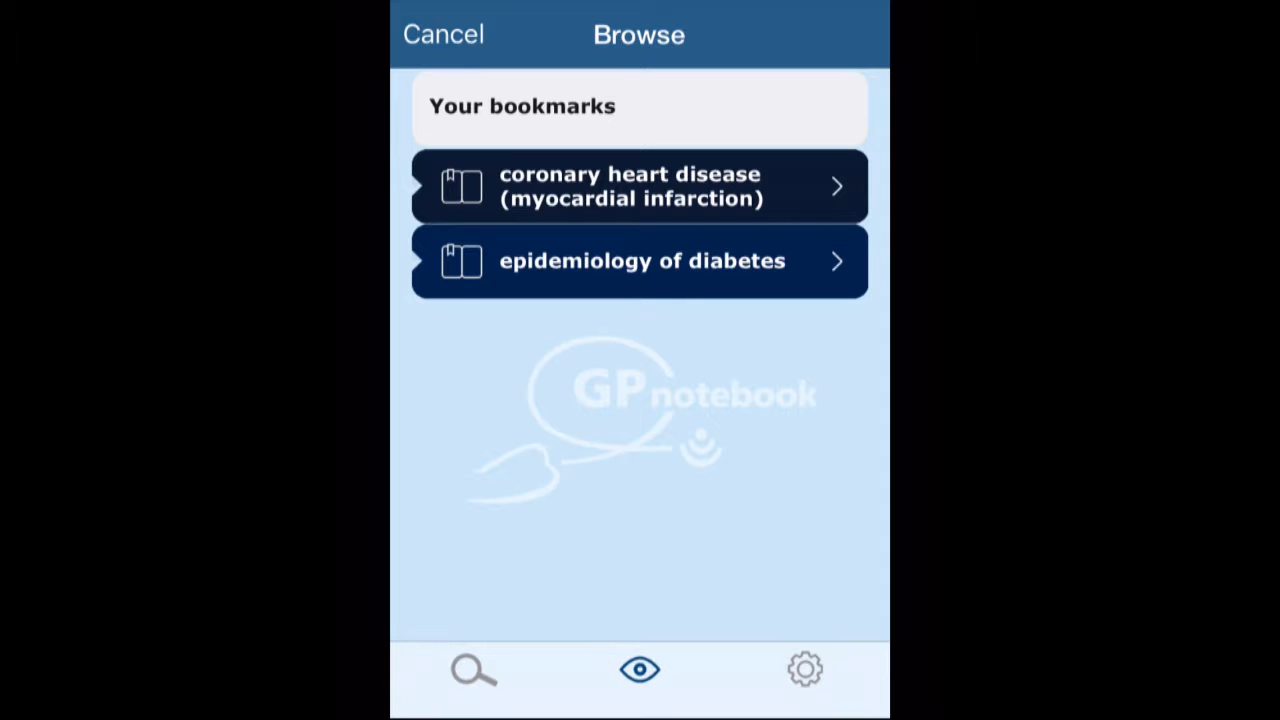 Cancel
Browse
Your bookmarks
coronary heart disease
(myocardial infarction)
epidemiology of diabetes
GPnotebook